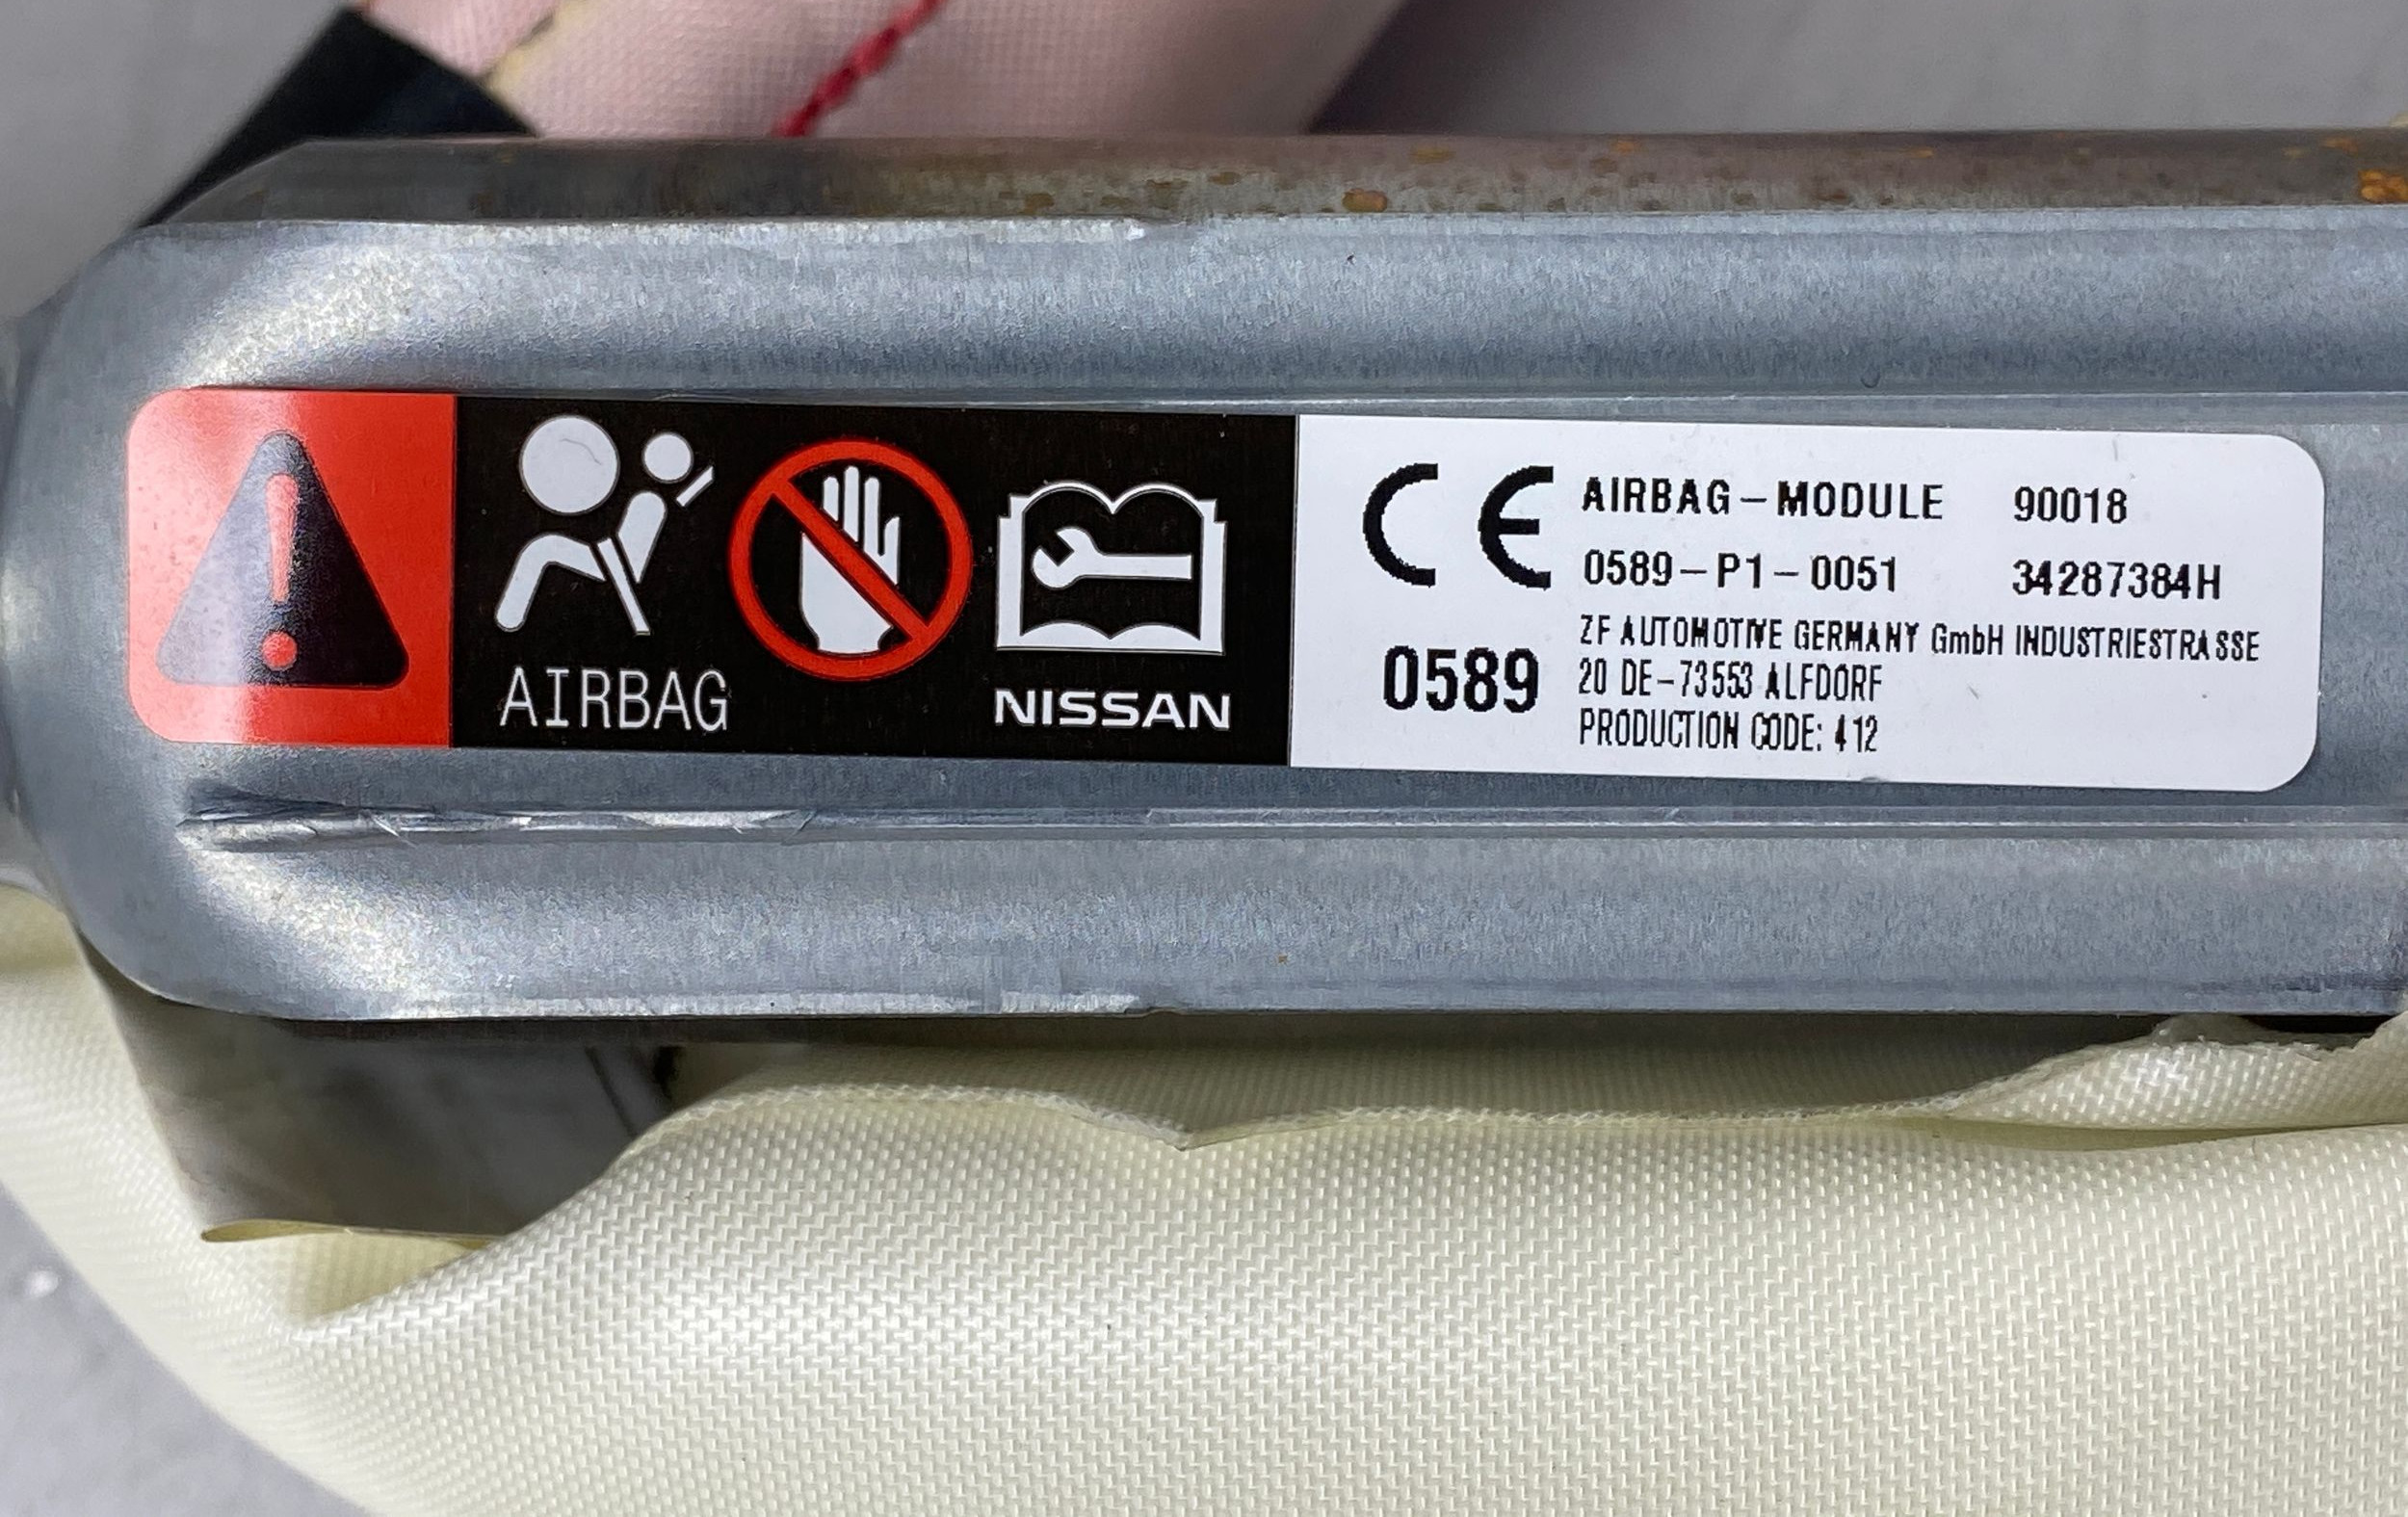 AIRBAG
NISSAN
CE
0589
AIRBAG-MODULE 90018
0589-P1-0051 34287384H
ZF AUTOMOTIVE GERMANY GmbH INDUSTRIESTRASSE
20 DE-73553 ALFDORF
PRODUCTION CODE: 412